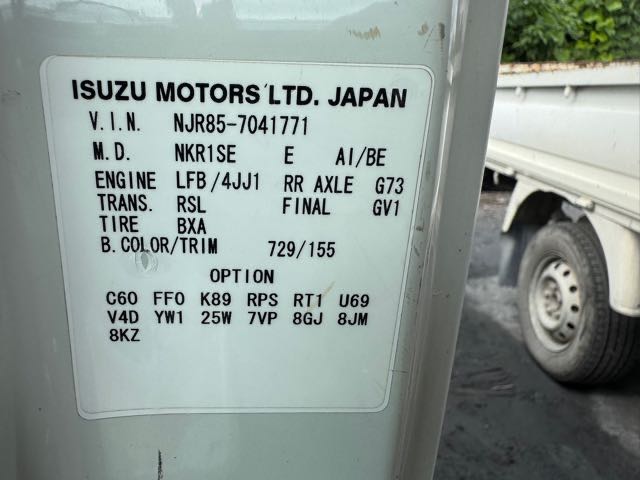 ISUZU MOTORS LTD. JAPAN
V.I.N. NJR85-7041771
M.D. NKR1SE E AI/BE
ENGINE LFB/4JJ1 RR AXLE G73
TRANS. RSL FINAL GV1
TIRE BXA
B.COLOR/TRIM 729/155
OPTION
C60 FF0 K89 RPS RT1 U69
V4D YW1 25W 7VP 8GJ 8JM
8KZ